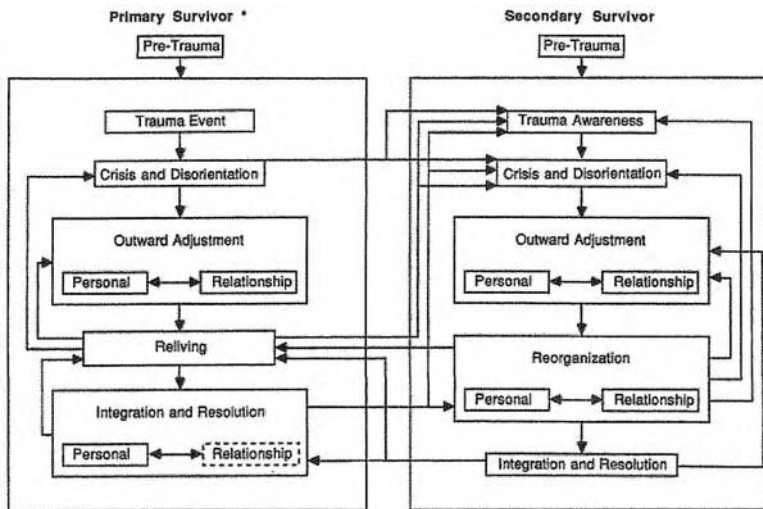 Primary Survivor *
Pre-Trauma
Trauma Event
Crisis and Disorientation
Outward Adjustment
Personal
Relationship
Reliving
Integration and Resolution
Personal
Relationship
Secondary Survivor
Pre-Trauma
Trauma Awareness
Crisis and Disorientation
Outward Adjustment
Personal
Relationship
Reorganization
Personal
Relationship
Integration and Resolution